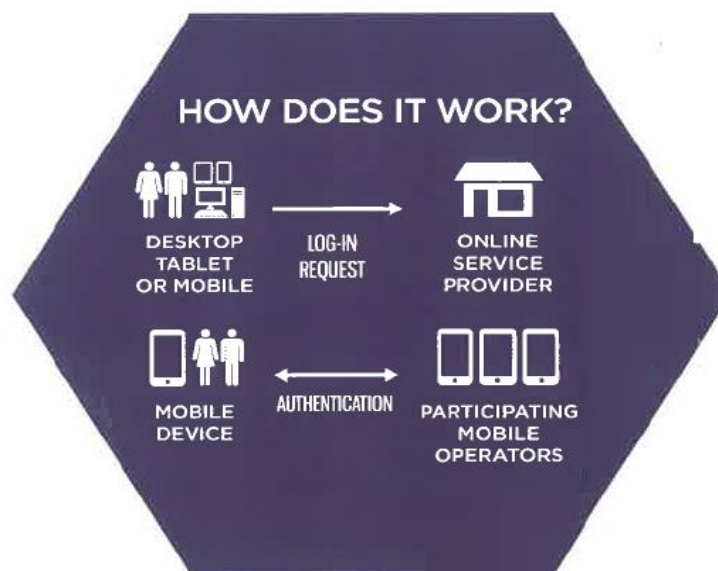 HOW DOES IT WORK?
DESKTOP
TABLET
OR MOBILE
LOG-IN
REQUEST
ONLINE
SERVICE
PROVIDER
MOBILE
DEVICE
AUTHENTICATION
PARTICIPATING
MOBILE
OPERATORS